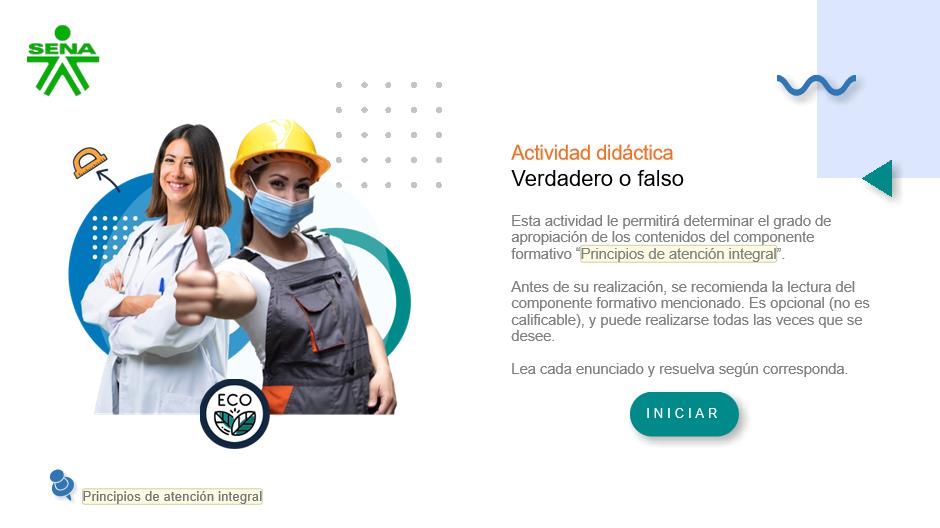 SENA
Actividad didáctica
Verdadero o falso
Esta actividad le permitirá determinar el grado de
apropiación de los contenidos del componente
formativo “Principios de atención integral”.
Antes de su realización, se recomienda la lectura del
componente formativo mencionado. Es opcional (no es
calificable), y puede realizarse todas las veces que se
desee.
Lea cada enunciado y resuelva según corresponda.
INICIAR
ECO
Principios de atención integral